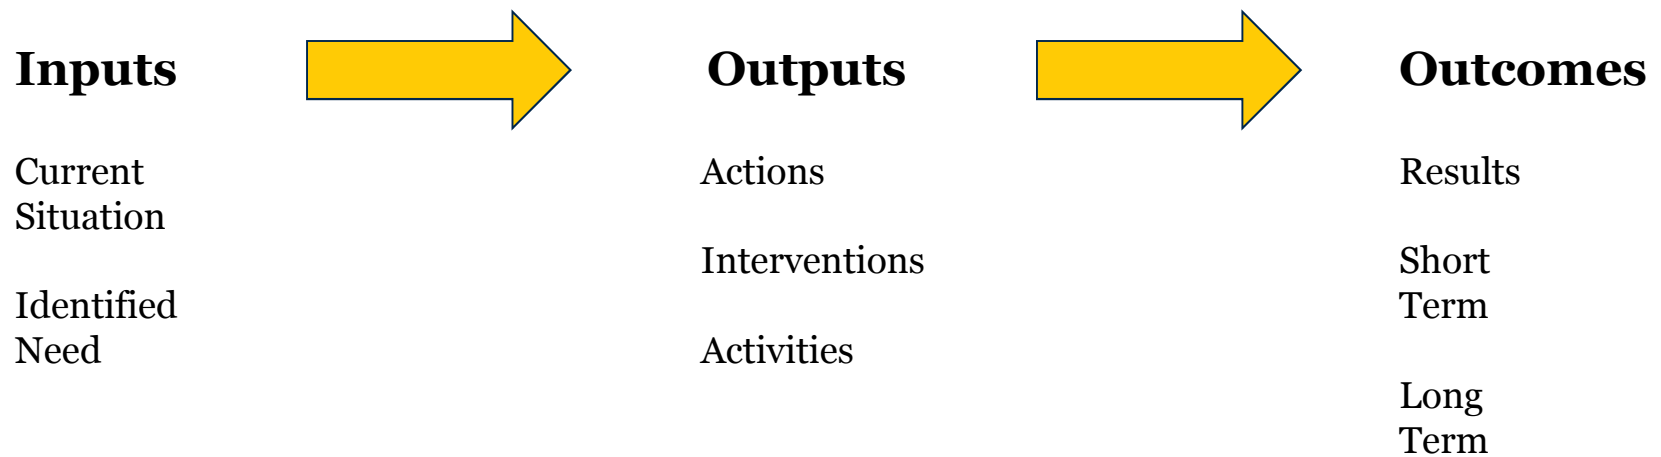 Inputs
Current
Situation
Identified
Need
Outputs
Actions
Interventions
Activities
Outcomes
Results
Short
Term
Long
Term